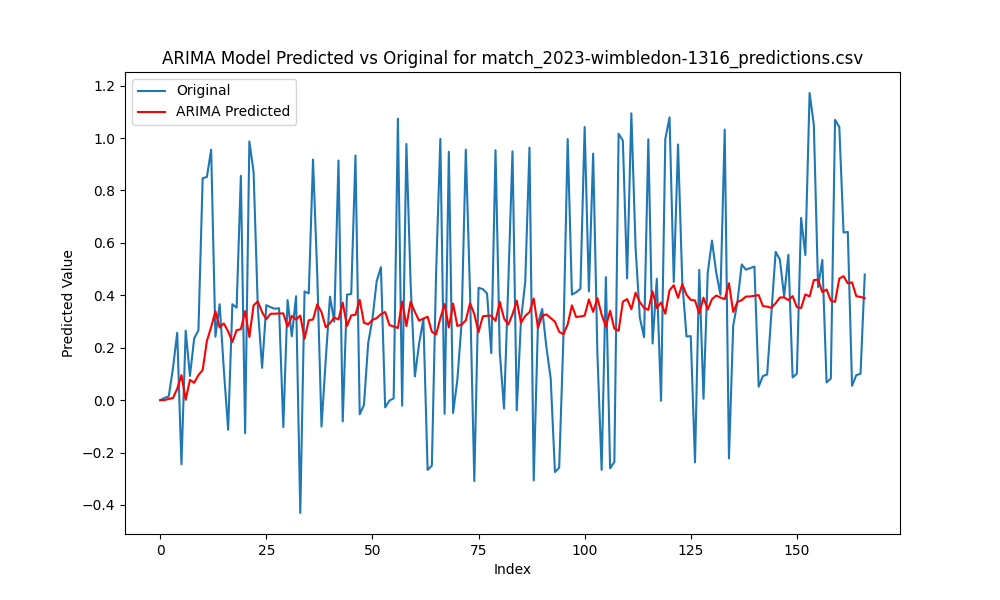 ARIMA Model Predicted vs Original for match_2023-wimbledon-1316_predictions.csv
Original
ARIMA Predicted
1.2
1.0
0.8
0.6
0.4
0.2
0.0
−0.2
−0.4
Predicted Value
0 25 50 75 100 125 150
Index